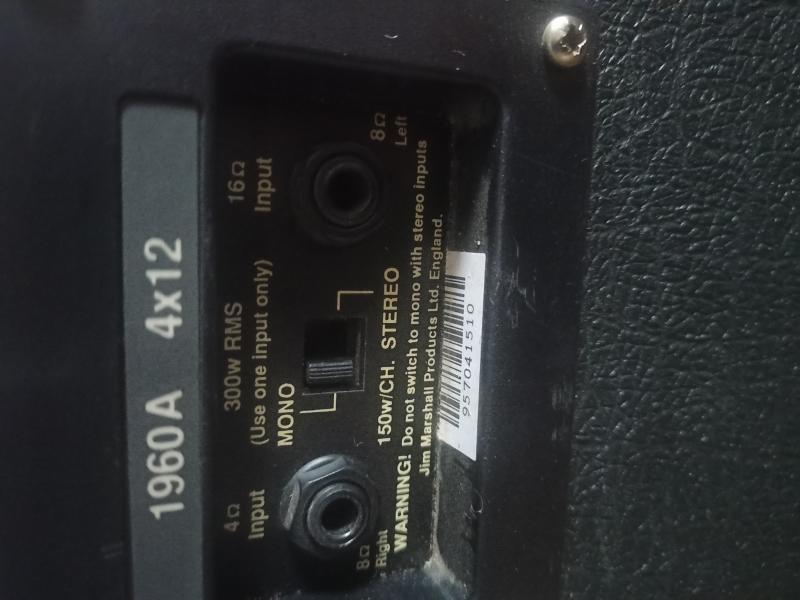 1960A 4x12
4Ω Input
300w RMS
(Use one input only)
16Ω Input
MONO
150w/CH. STEREO
8Ω Right
8Ω Left
WARNING! Do not switch to mono with stereo inputs
Jim Marshall Products Ltd. England.
957041510